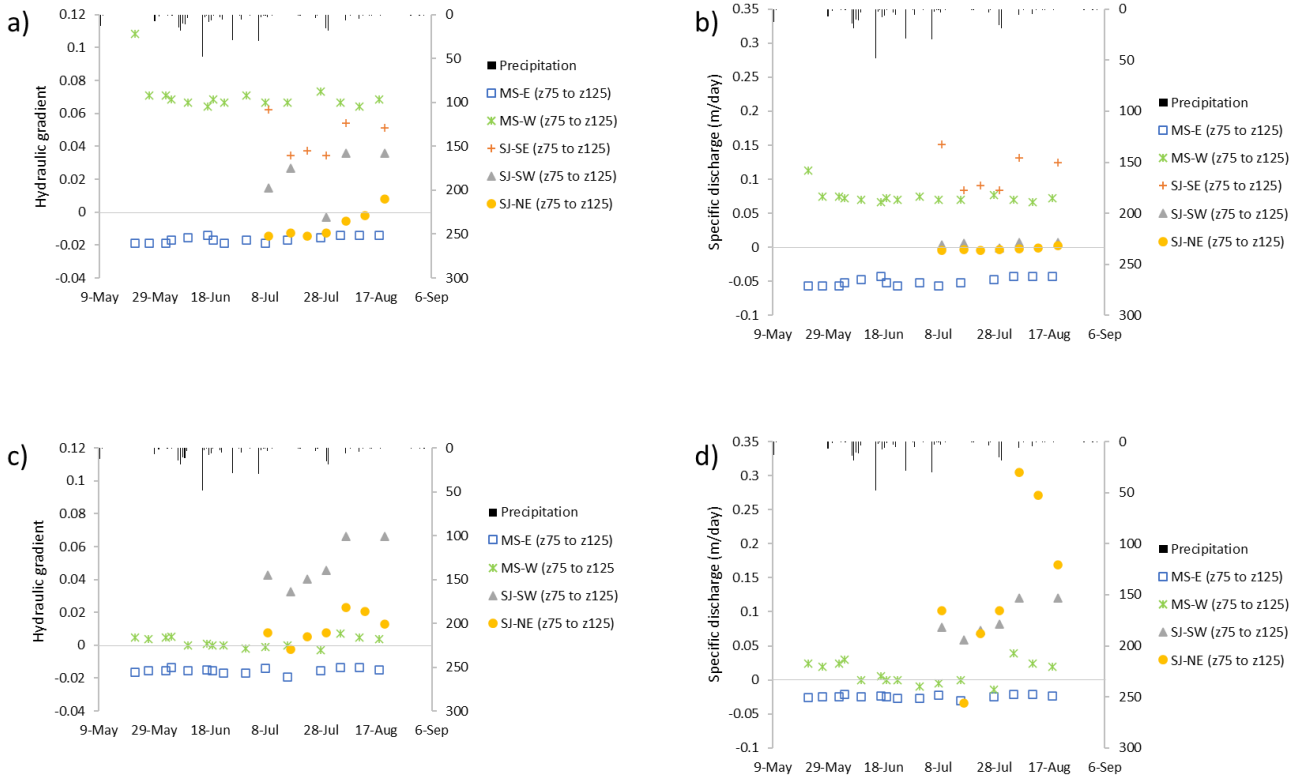 a)
Hydraulic gradient
0.12
0.1
0.08
0.06
0.04
0.02
0
-0.02
-0.04
0
50
100
150
200
250
300
9-May 29-May 18-Jun 8-Jul 28-Jul 17-Aug 6-Sep
Precipitation
MS-E (z75 to z125)
MS-W (z75 to z125)
SJ-SE (z75 to z125)
SJ-SW (z75 to z125)
SJ-NE (z75 to z125)
b)
Specific discharge (m/day)
0.35
0.3
0.25
0.2
0.15
0.1
0.05
0
-0.05
-0.1
0
50
100
150
200
250
300
9-May 29-May 18-Jun 8-Jul 28-Jul 17-Aug 6-Sep
Precipitation
MS-E (z75 to z125)
MS-W (z75 to z125)
SJ-SE (z75 to z125)
SJ-SW (z75 to z125)
SJ-NE (z75 to z125)
c)
Hydraulic gradient
0.12
0.1
0.08
0.06
0.04
0.02
0
-0.02
-0.04
0
50
100
150
200
250
300
9-May 29-May 18-Jun 8-Jul 28-Jul 17-Aug 6-Sep
Precipitation
MS-E (z75 to z125)
MS-W (z75 to z125
SJ-SW (z75 to z125)
SJ-NE (z75 to z125)
d)
Specific discharge (m/day)
0.35
0.3
0.25
0.2
0.15
0.1
0.05
0
-0.05
-0.1
0
50
100
150
200
250
300
9-May 29-May 18-Jun 8-Jul 28-Jul 17-Aug 6-Sep
Precipitation
MS-E (z75 to z125)
MS-W (z75 to z125)
SJ-SW (z75 to z125)
SJ-NE (z75 to z125)